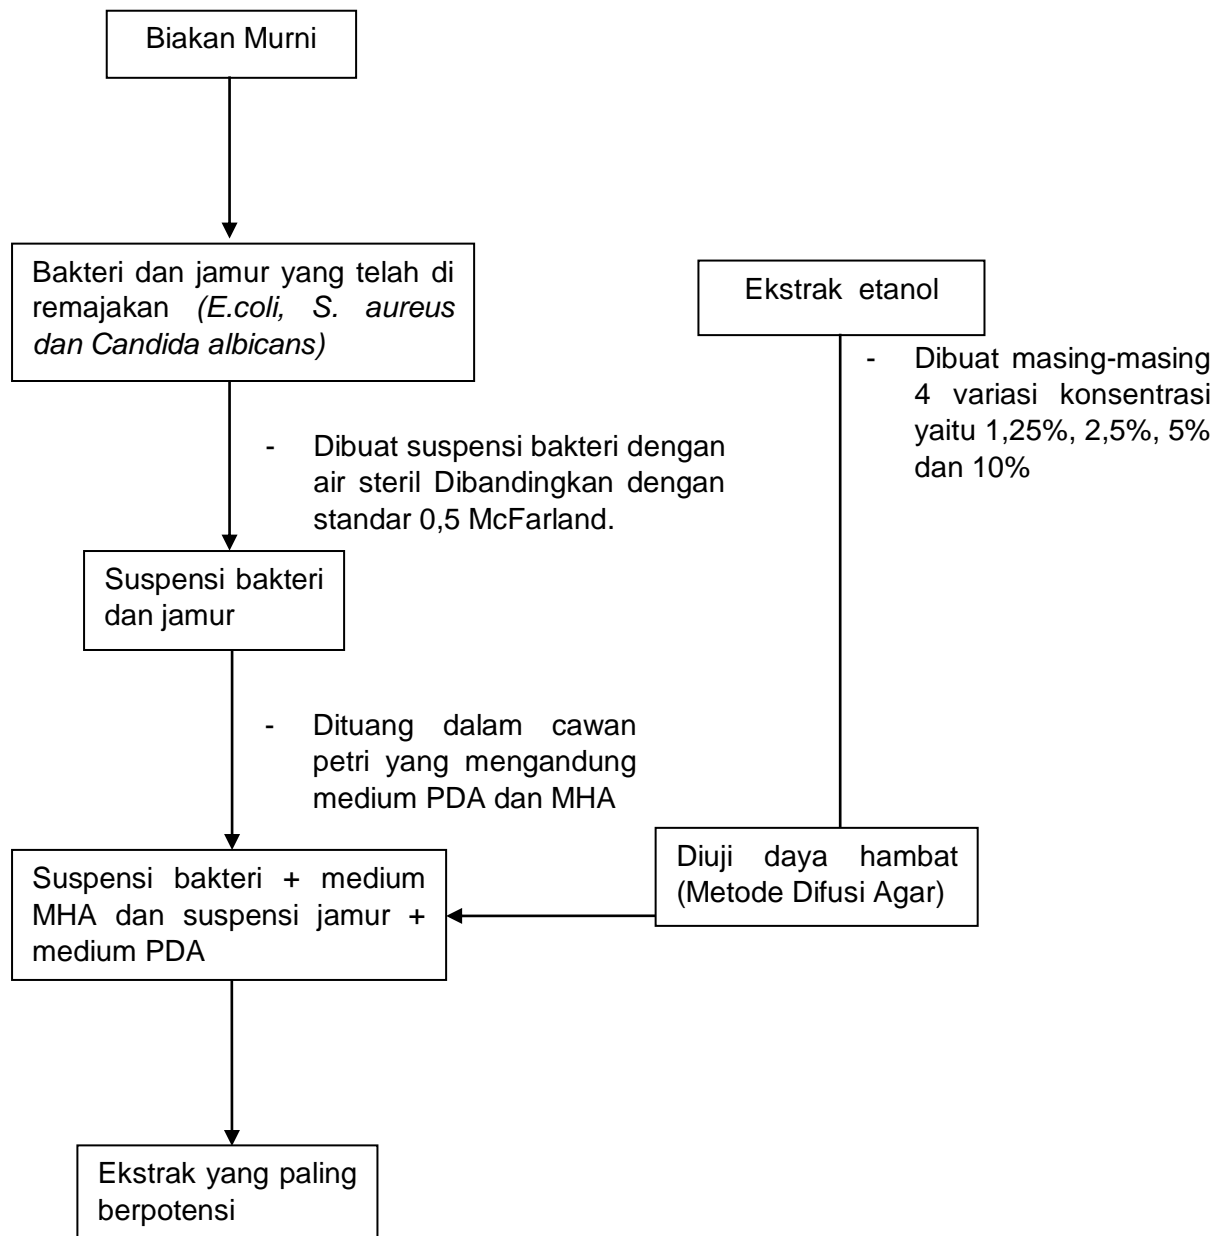 Biakan Murni
Bakteri dan jamur yang telah di
remajakan (E.coli, S. aureus
dan Candida albicans)
Ekstrak etanol
- Dibuat masing-masing
4 variasi konsentrasi
yaitu 1,25%, 2,5%, 5%
dan 10%
- Dibuat suspensi bakteri dengan
air steril Dibandingkan dengan
standar 0,5 McFarland.
Suspensi bakteri
dan jamur
- Dituang dalam cawan
petri yang mengandung
medium PDA dan MHA
Diuji daya hambat
(Metode Difusi Agar)
Suspensi bakteri + medium
MHA dan suspensi jamur +
medium PDA
Ekstrak yang paling
berpotensi